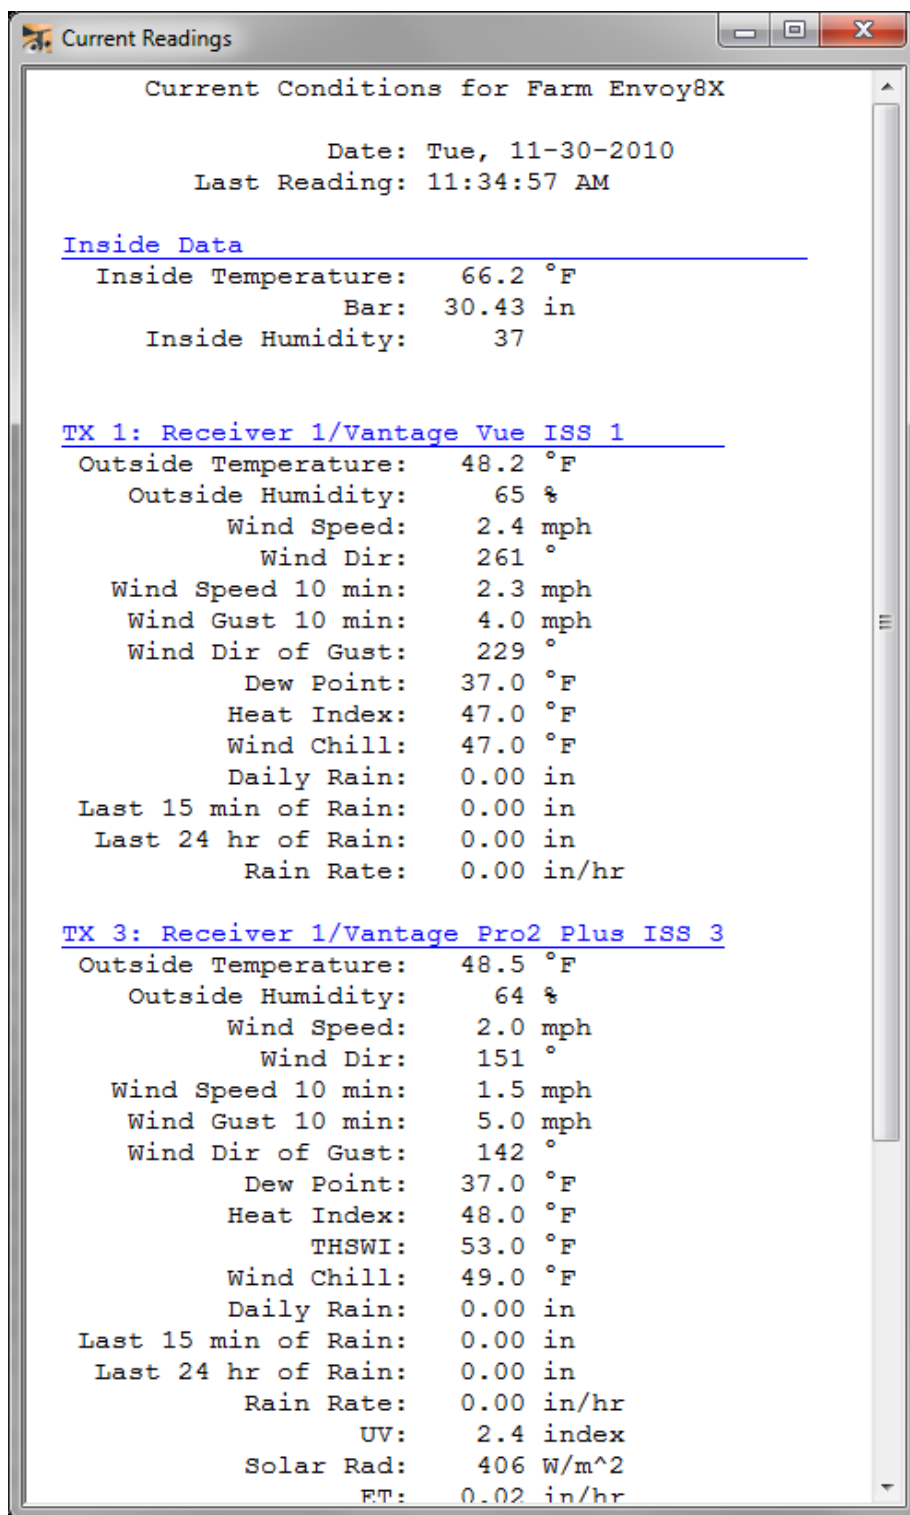 Current Readings
Current Conditions for Farm Envoy8X
Date: Tue, 11-30-2010
Last Reading: 11:34:57 AM
Inside Data
Inside Temperature: 66.2 °F
Bar: 30.43 in
Inside Humidity: 37
TX 1: Receiver 1/Vantage Vue ISS 1
Outside Temperature: 48.2 °F
Outside Humidity: 65 %
Wind Speed: 2.4 mph
Wind Dir: 261 °
Wind Speed 10 min: 2.3 mph
Wind Gust 10 min: 4.0 mph
Wind Dir of Gust: 229 °
Dew Point: 37.0 °F
Heat Index: 47.0 °F
Wind Chill: 47.0 °F
Daily Rain: 0.00 in
Last 15 min of Rain: 0.00 in
Last 24 hr of Rain: 0.00 in
Rain Rate: 0.00 in/hr
TX 3: Receiver 1/Vantage Pro2 Plus ISS 3
Outside Temperature: 48.5 °F
Outside Humidity: 64 %
Wind Speed: 2.0 mph
Wind Dir: 151 °
Wind Speed 10 min: 1.5 mph
Wind Gust 10 min: 5.0 mph
Wind Dir of Gust: 142 °
Dew Point: 37.0 °F
Heat Index: 48.0 °F
THSWI: 53.0 °F
Wind Chill: 49.0 °F
Daily Rain: 0.00 in
Last 15 min of Rain: 0.00 in
Last 24 hr of Rain: 0.00 in
Rain Rate: 0.00 in/hr
UV: 2.4 index
Solar Rad: 406 W/m^2
ET: 0.02 in/hr